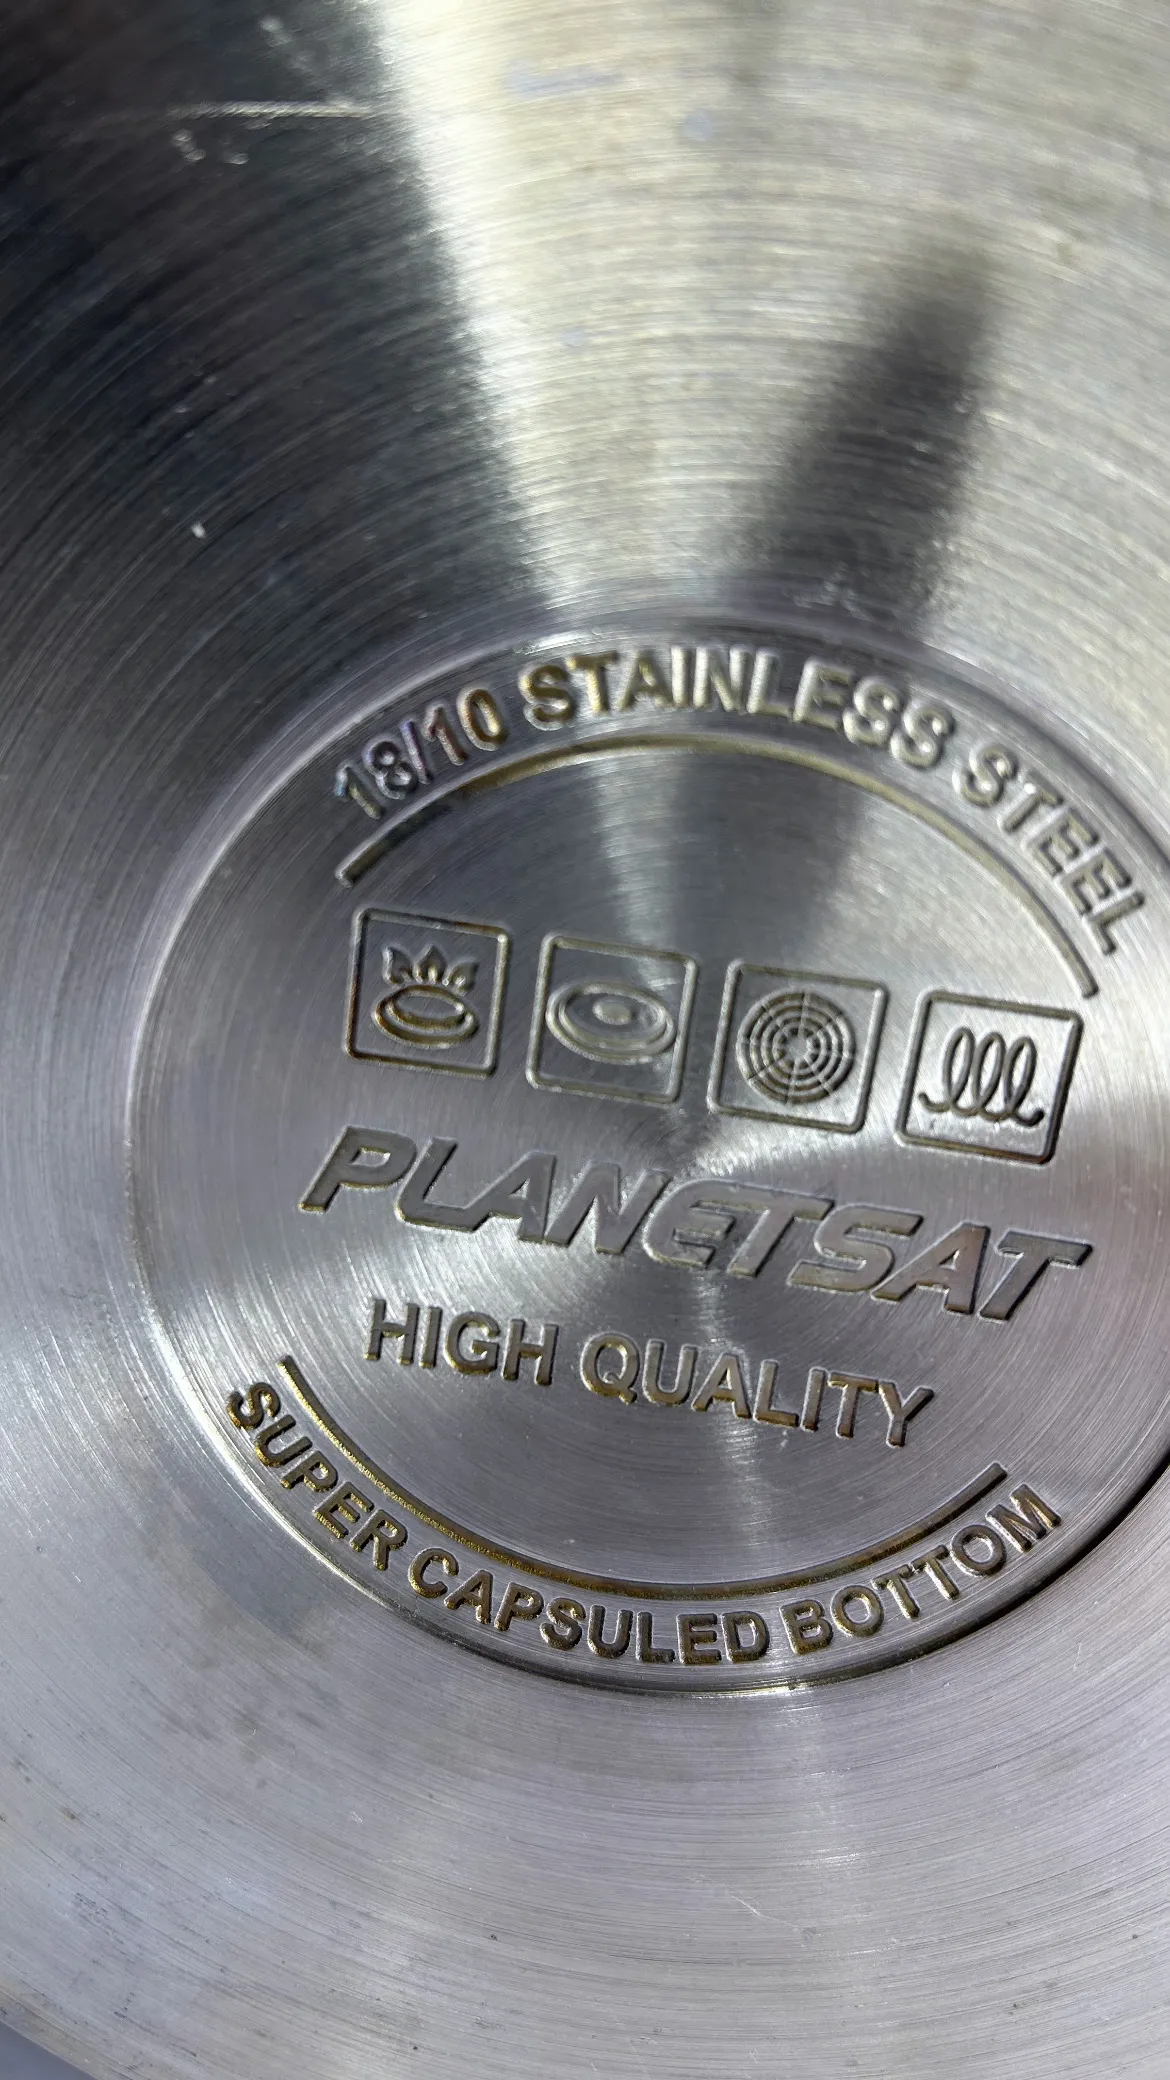 18/10 STAINLESS STEEL
PLANETSAT
HIGH QUALITY
SUPER CAPSULED BOTTOM